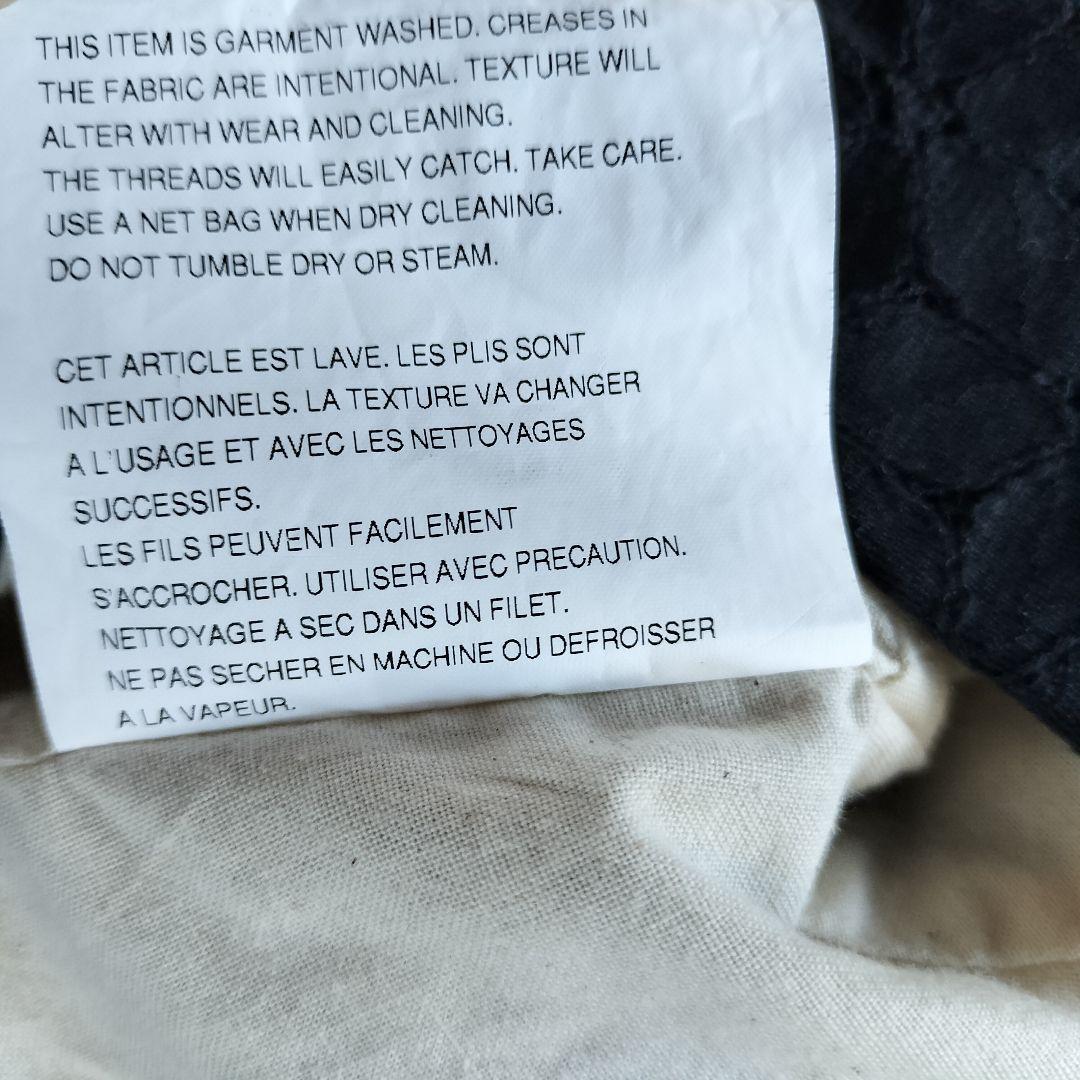 THIS ITEM IS GARMENT WASHED. CREASES IN
THE FABRIC ARE INTENTIONAL. TEXTURE WILL
ALTER WITH WEAR AND CLEANING.
THE THREADS WILL EASILY CATCH. TAKE CARE.
USE A NET BAG WHEN DRY CLEANING.
DO NOT TUMBLE DRY OR STEAM.
CET ARTICLE EST LAVE. LES PLIS SONT
INTENTIONNELS. LA TEXTURE VA CHANGER
A L'USAGE ET AVEC LES NETTOYAGES
SUCCESSIFS.
LES FILS PEUVENT FACILEMENT
S'ACCROCHER. UTILISER AVEC PRECAUTION.
NETTOYAGE A SEC DANS UN FILET.
NE PAS SECHER EN MACHINE OU DEFROISSER
A LA VAPEUR.